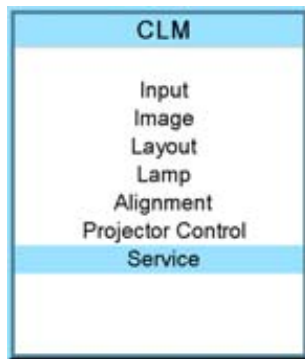 CLM
Input
Image
Layout
Lamp
Alignment
Projector Control
Service